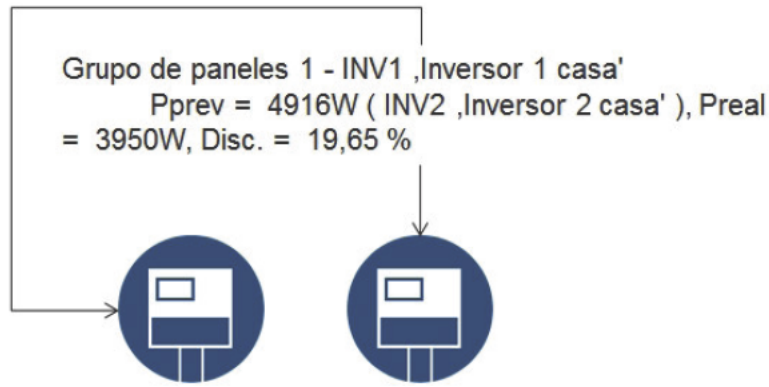 Grupo de paneles 1 - INV1 ,Inversor 1 casa'
Pprev = 4916W ( INV2 ,Inversor 2 casa' ), Preal
= 3950W, Disc. = 19,65 %